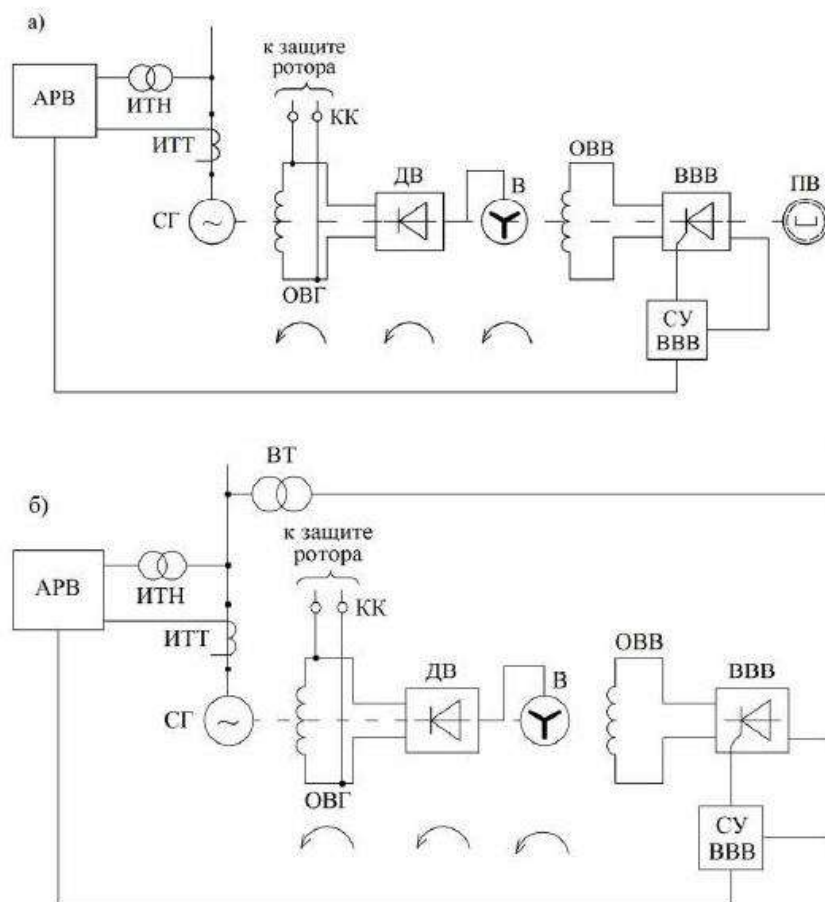 а)
к защите
ротора
АРВ
ИТН
КК
ИТТ
ОВВ
ДВ
В
ВВВ
ПВ
СГ
ОВГ
СУ
ВВВ
ВТ
б)
к защите
ротора
АРВ
ИТН
КК
ИТТ
ОВВ
ДВ
В
ВВВ
СГ
ОВГ
СУ
ВВВ